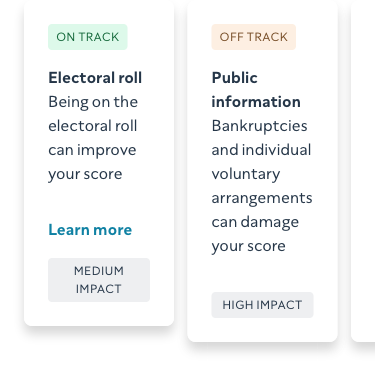 ON TRACK
Electoral roll
Being on the
electoral roll
can improve
your score
Learn more
MEDIUM
IMPACT
OFF TRACK
Public
information
Bankruptcies
and individual
voluntary
arrangements
can damage
your score
HIGH IMPACT